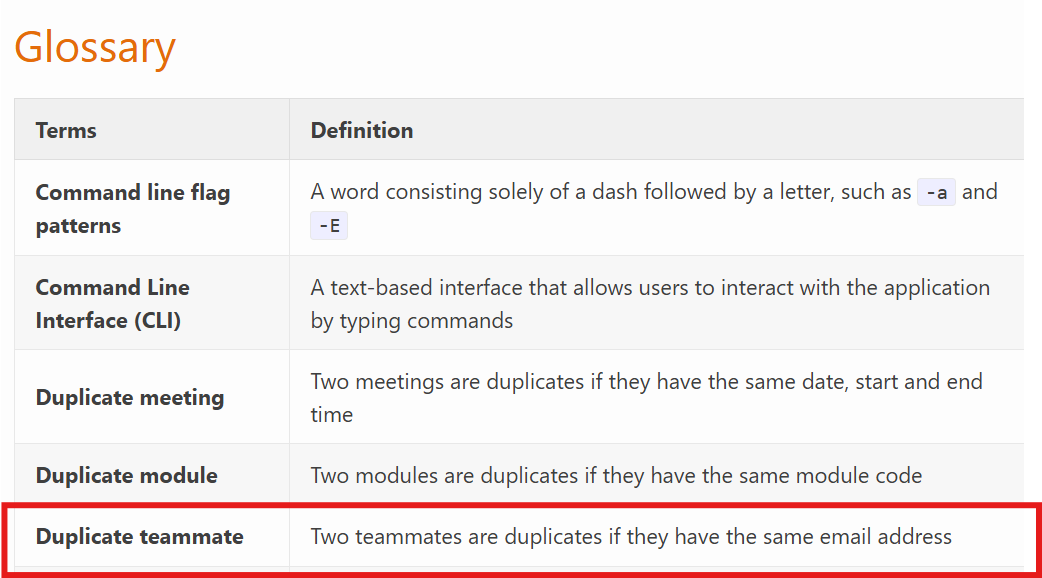 Glossary
Terms
Definition
Command line flag
patterns
A word consisting solely of a dash followed by a letter, such as -a and
-E
Command Line
Interface (CLI)
A text-based interface that allows users to interact with the application
by typing commands
Duplicate meeting
Two meetings are duplicates if they have the same date, start and end
time
Duplicate module
Two modules are duplicates if they have the same module code
Duplicate teammate
Two teammates are duplicates if they have the same email address